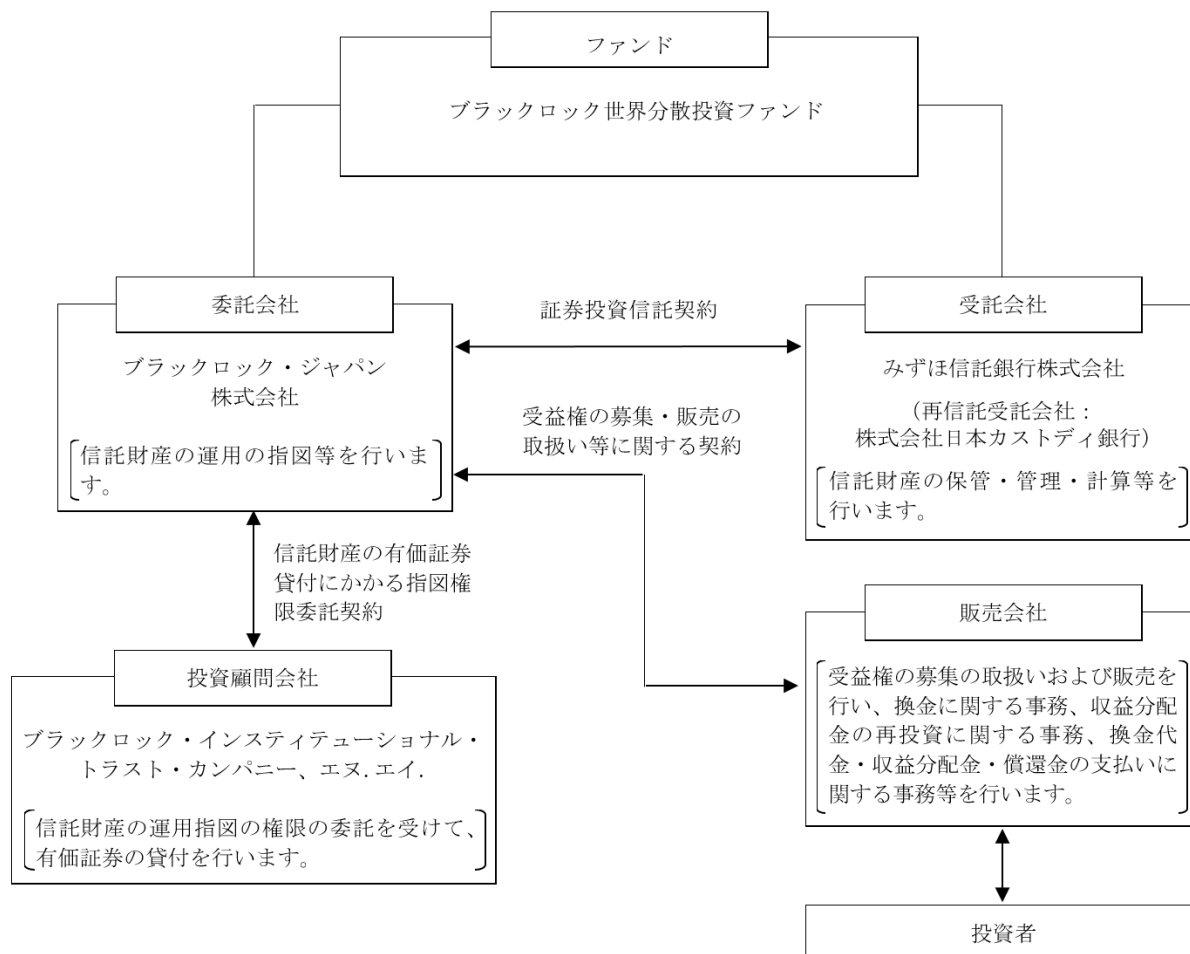 ファンド
ブラックロック世界分散投資ファンド
委託会社
ブラックロック・ジャパン
株式会社
信託財産の運用の指図等を行いま
す。
証券投資信託契約
受益権の募集・販売の
取扱い等に関する契約
受託会社
みずほ信託銀行株式会社
（再信託受託会社：
株式会社日本カストディ銀行）
信託財産の保管・管理・計算等を
行います。
信託財産の有価証券
貸付にかかる指図権
限委託契約
投資顧問会社
ブラックロック・インスティテューショナル・
トラスト・カンパニー、エヌ.エイ.
信託財産の運用指図の権限の委託を受けて、
有価証券の貸付を行います。
販売会社
受益権の募集の取扱いおよび販売を
行い、換金に関する事務、収益分配
金の再投資に関する事務、換金代
金・収益分配金・償還金の支払いに
関する事務等を行います。
投資者